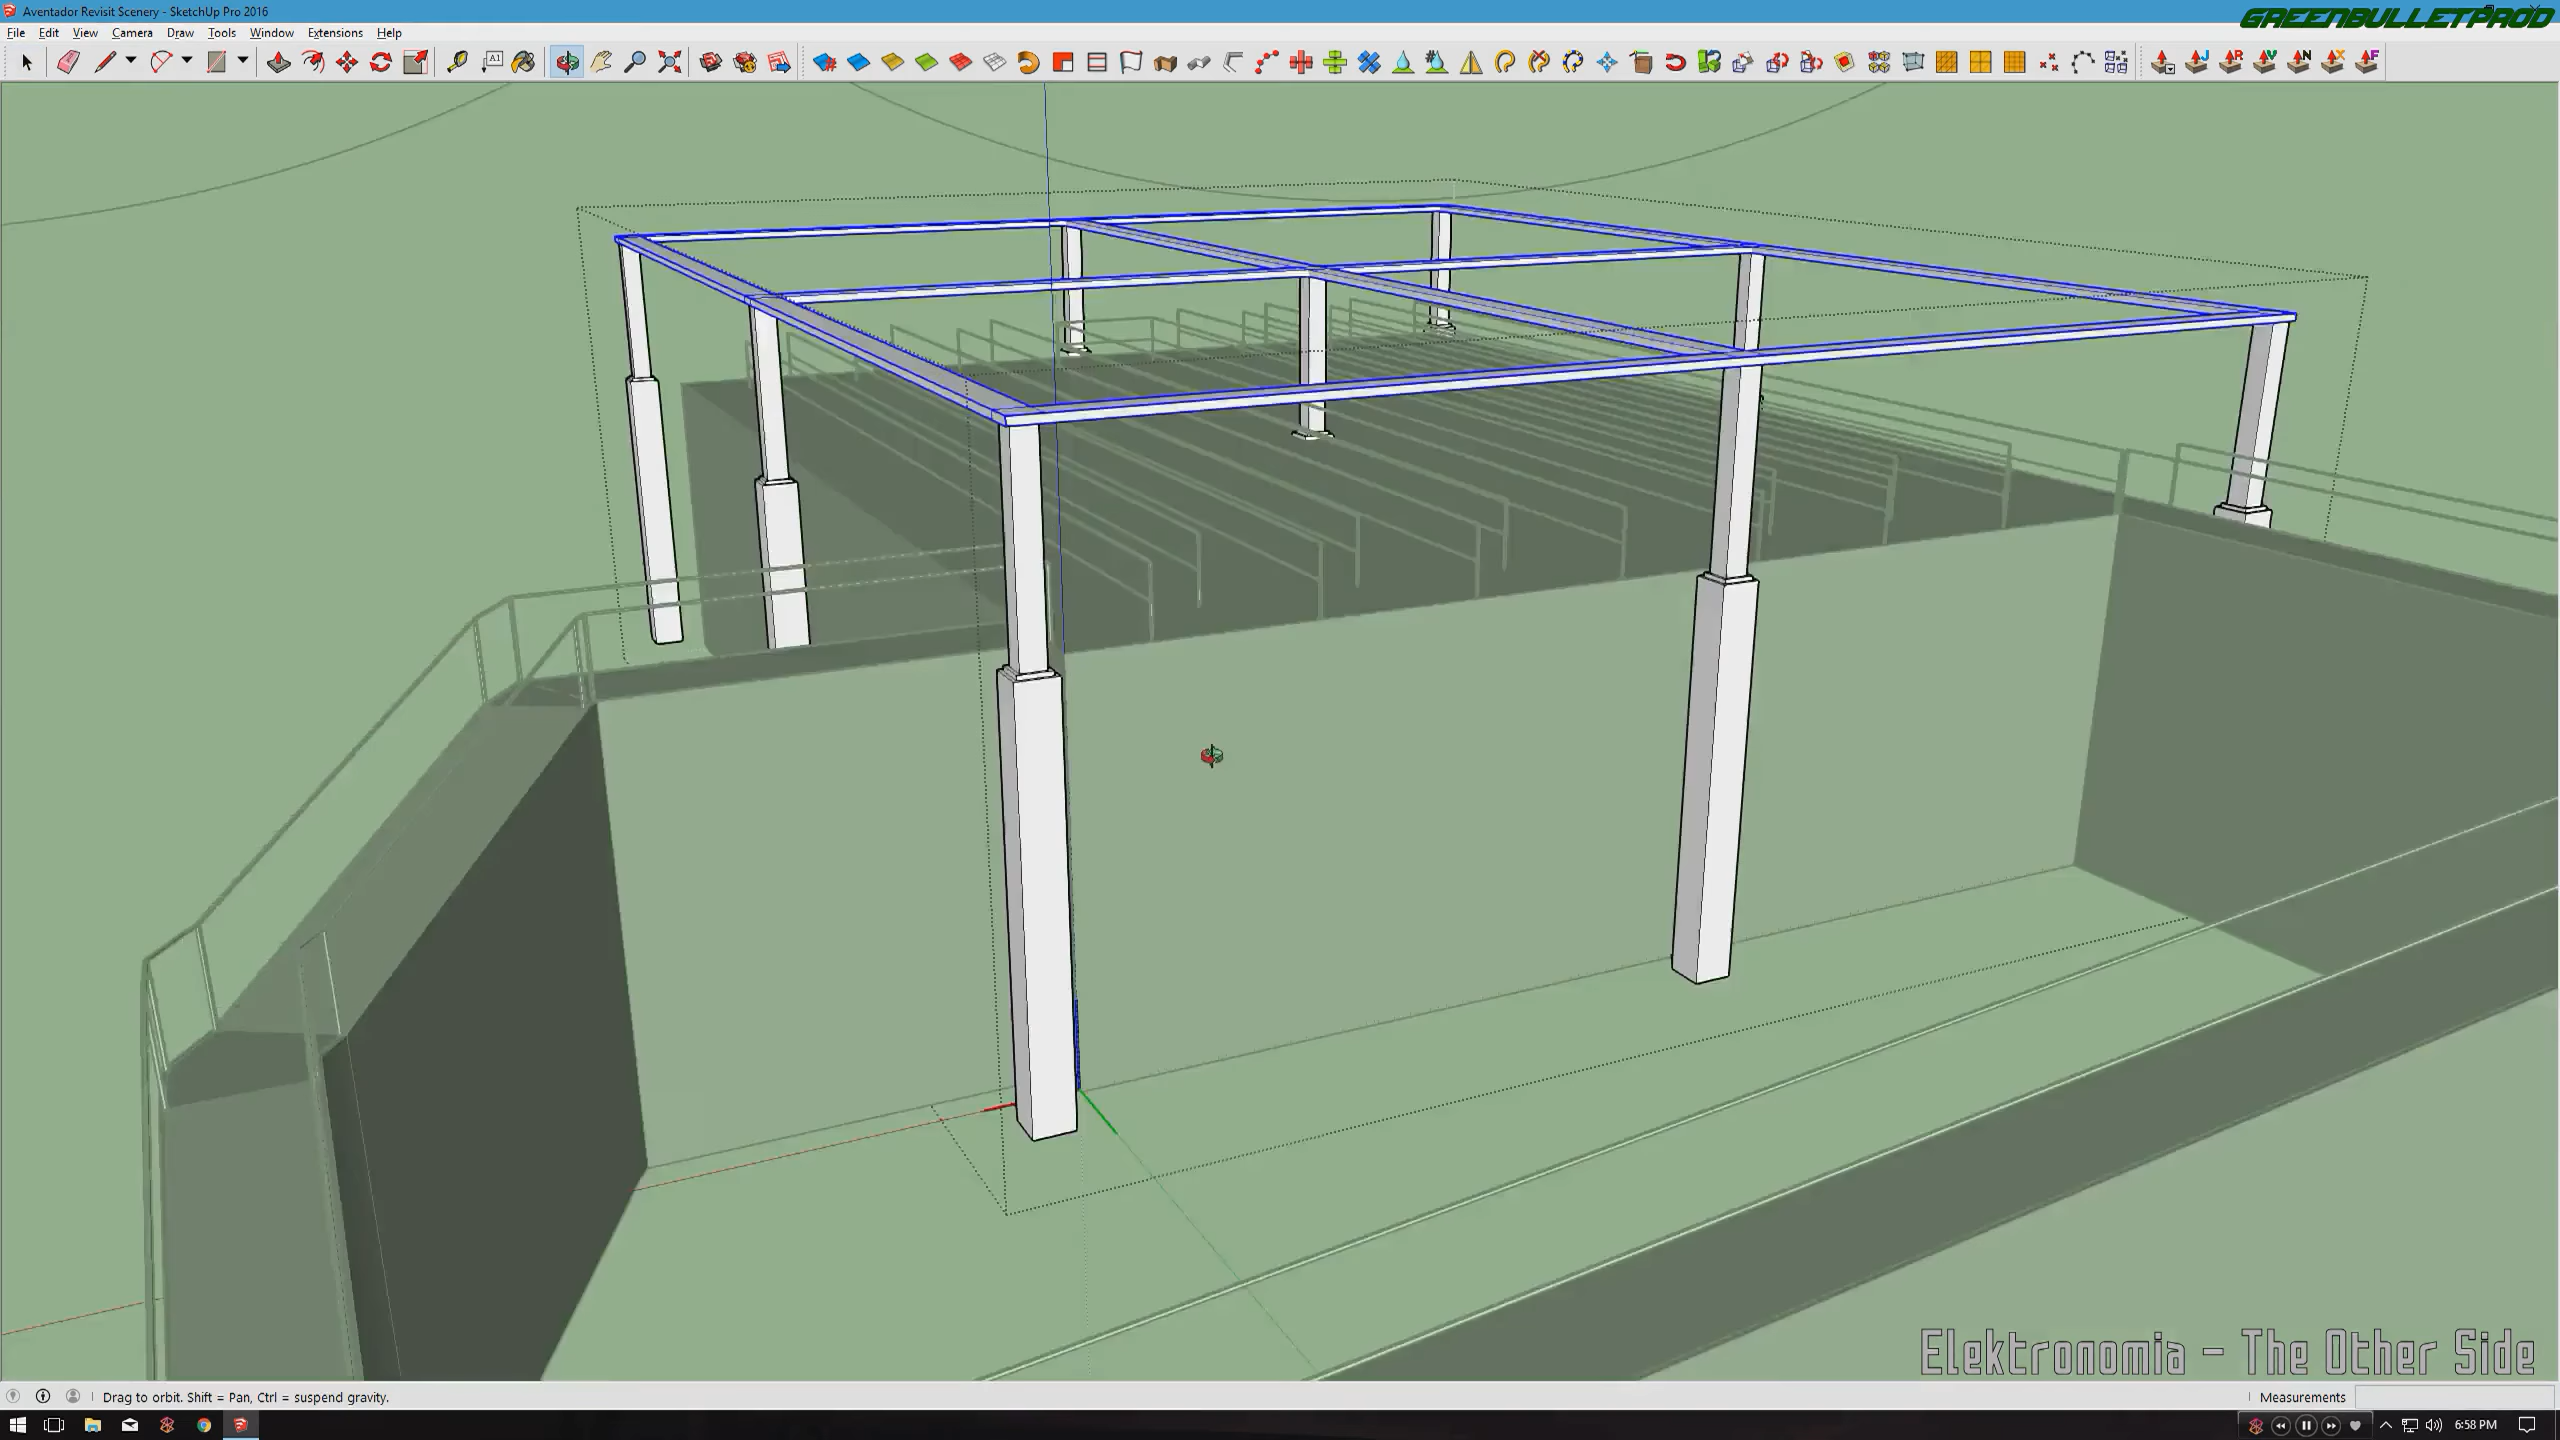 Aventador Revisit Scenery - SketchUp Pro 2016
GREENBULLETPROD
File Edit View Camera Draw Tools Window Extensions Help
A1
J R V N X F
Elektronomia - The Other Side
Drag to orbit. Shift = Pan, Ctrl = suspend gravity.
Measurements
6:58 PM